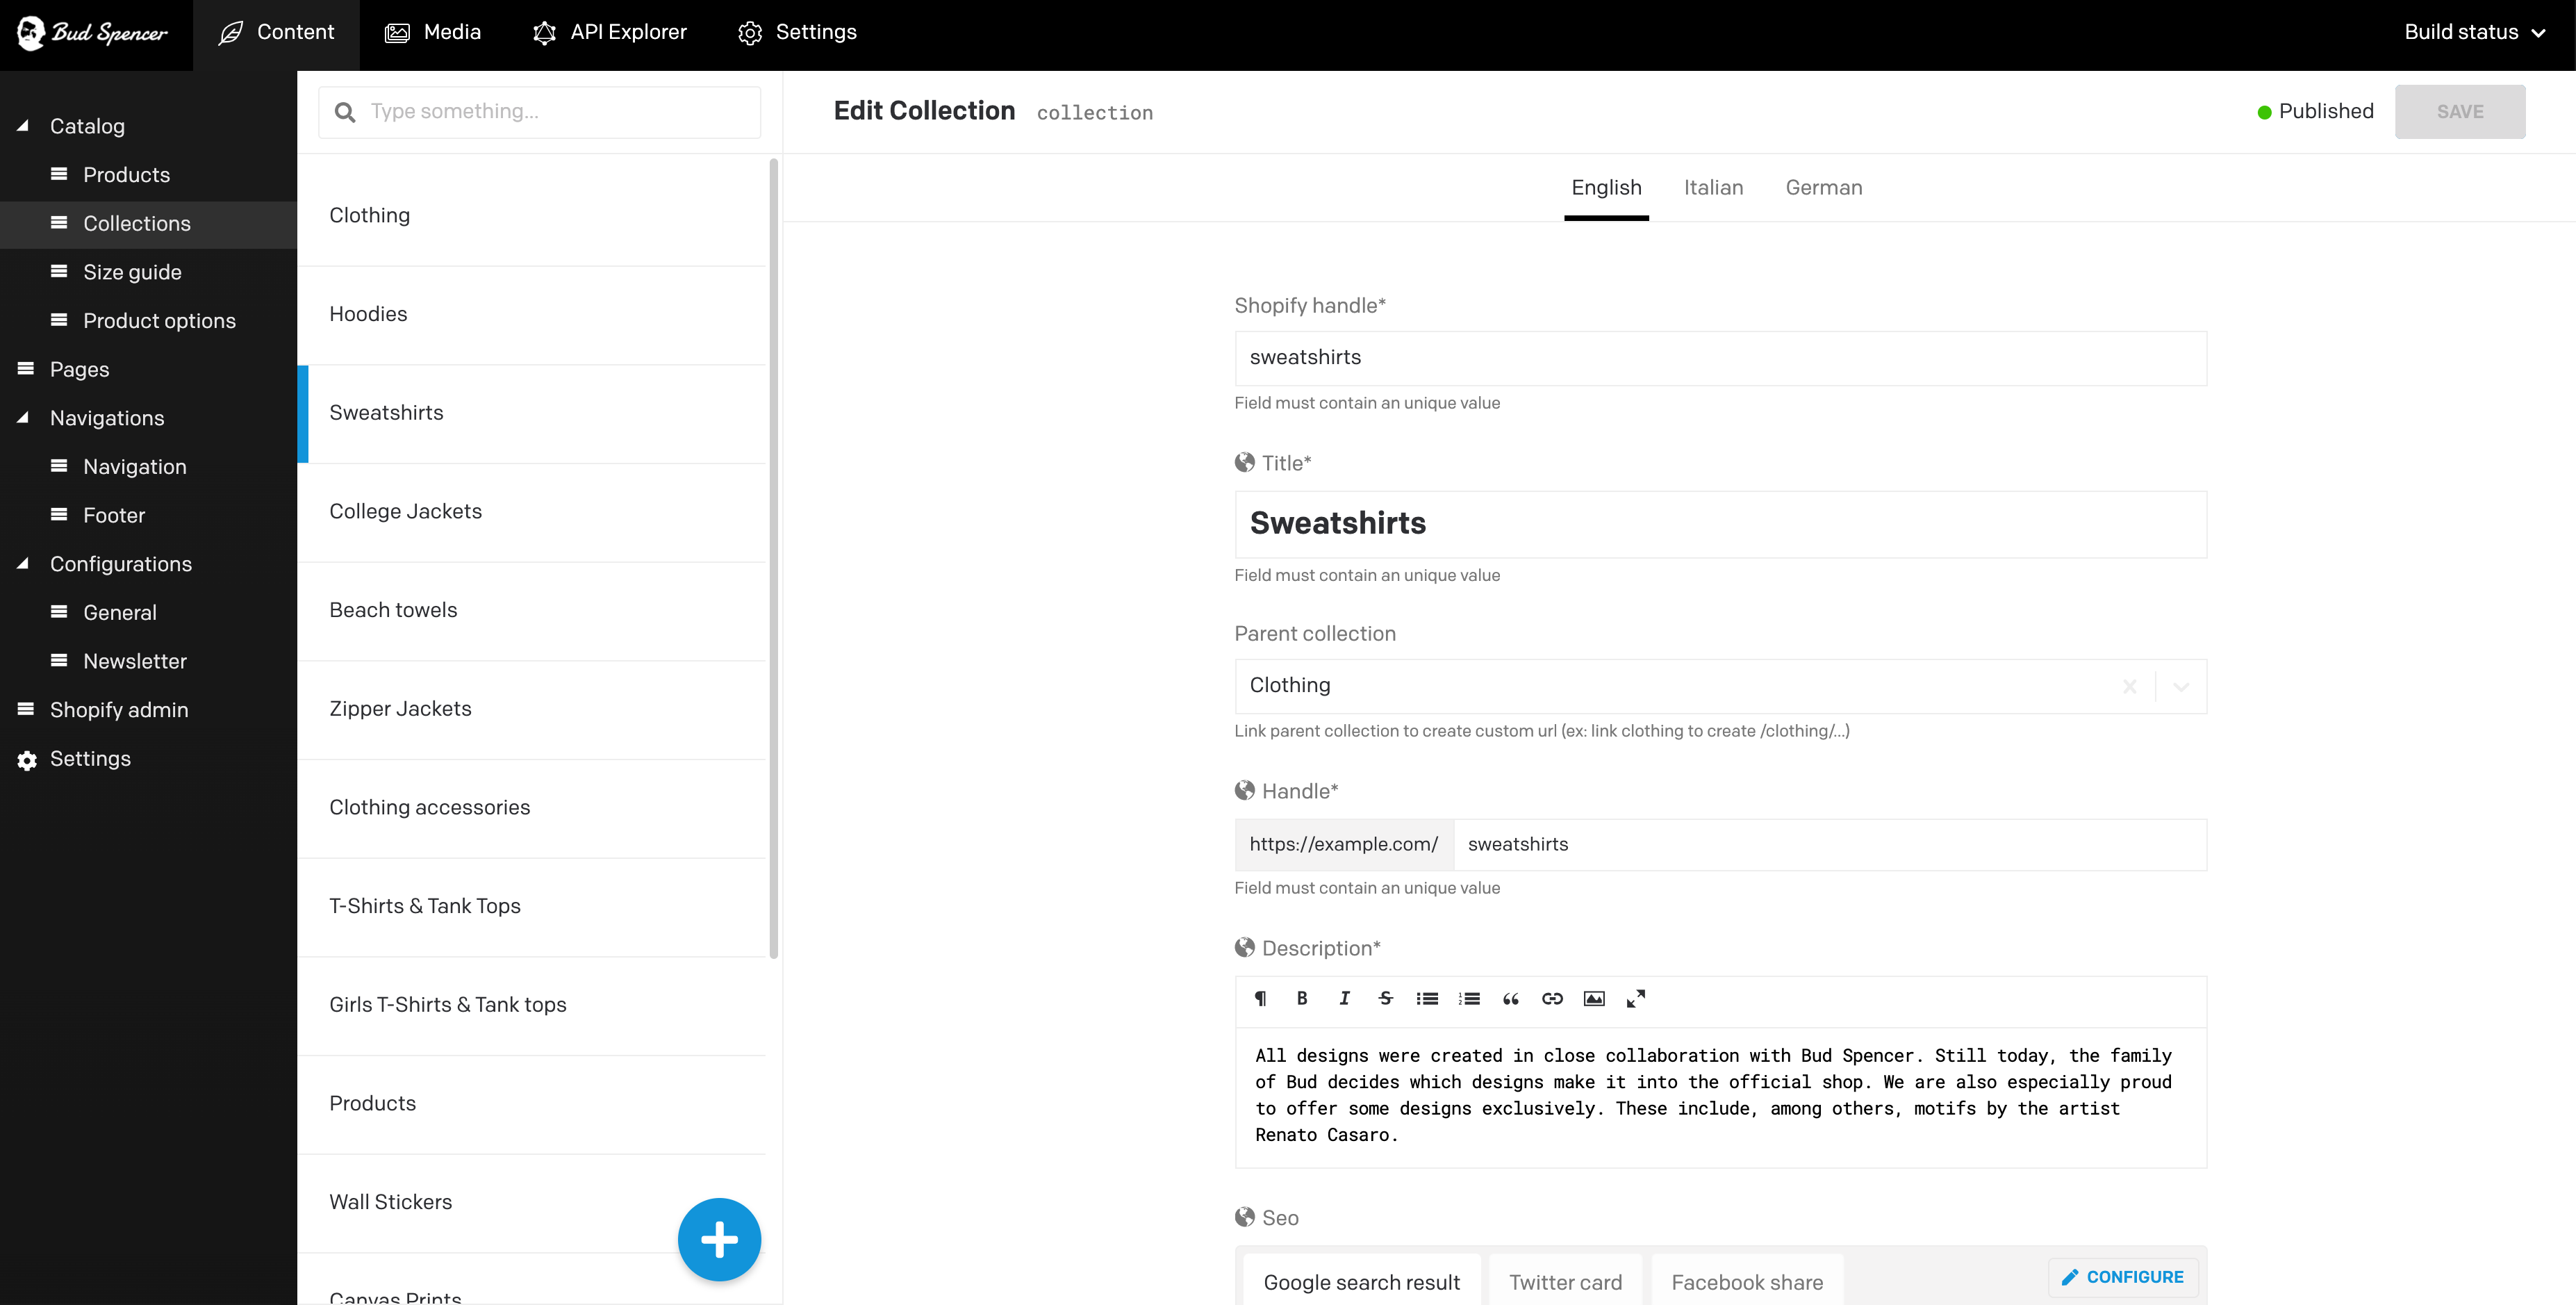 Bud Spencer
Content
Media
API Explorer
Settings
Build status
Catalog
Products
Collections
Size guide
Product options
Pages
Navigations
Navigation
Footer
Configurations
General
Newsletter
Shopify admin
Settings
Type something...
Clothing
Hoodies
Sweatshirts
College Jackets
Beach towels
Zipper Jackets
Clothing accessories
T-Shirts & Tank Tops
Girls T-Shirts & Tank tops
Products
Wall Stickers
Canvas Prints
Edit Collection collection
Published
SAVE
English Italian German
Shopify handle*
sweatshirts
Field must contain an unique value
Title*
Sweatshirts
Field must contain an unique value
Parent collection
Clothing
Link parent collection to create custom url (ex: link clothing to create /clothing/...)
Handle*
https://example.com/ sweatshirts
Field must contain an unique value
Description*
All designs were created in close collaboration with Bud Spencer. Still today, the family
of Bud decides which designs make it into the official shop. We are also especially proud
to offer some designs exclusively. These include, among others, motifs by the artist
Renato Casaro.
Seo
Google search result Twitter card Facebook share
CONFIGURE